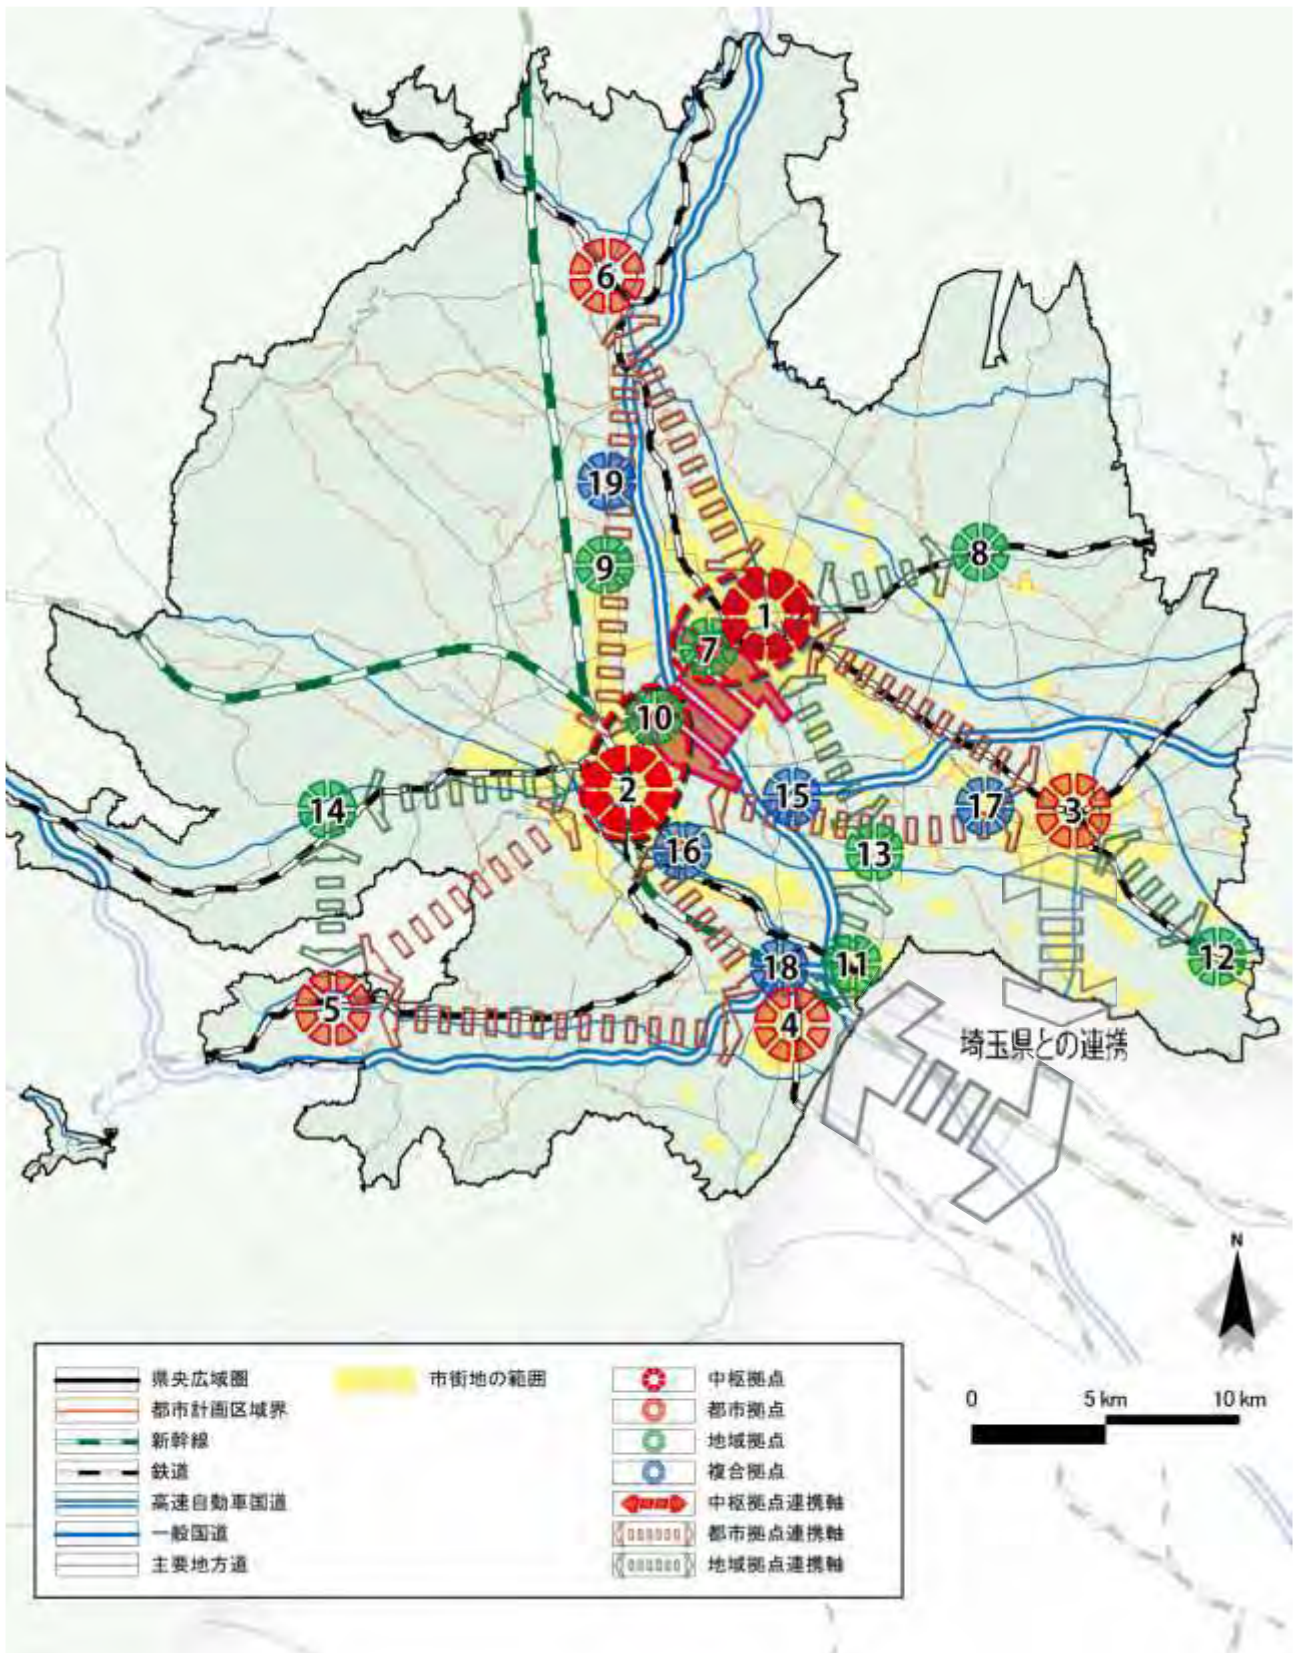 6
19
9
8
1
7
10
2
14
15
17
3
16
13
18
11
12
5
4
埼玉県との連携
N
県央広域圏
都市計画区域界
新幹線
鉄道
高速自動車国道
一般国道
主要地方道
市街地の範囲
中枢拠点
都市拠点
地域拠点
複合拠点
中枢拠点連携軸
都市拠点連携軸
地域拠点連携軸
0 5 km 10 km